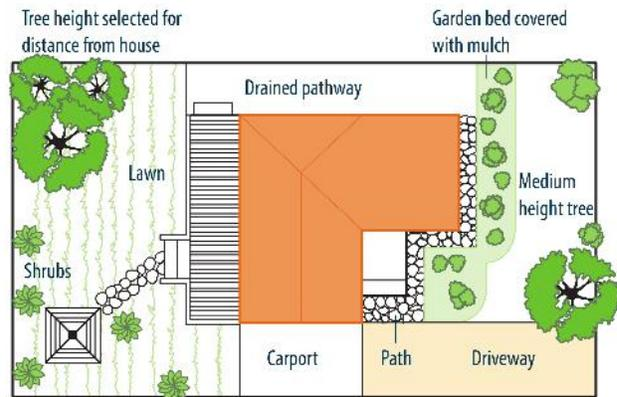 Tree height selected for
distance from house
Garden bed covered
with mulch
Drained pathway
Lawn
Medium
height tree
Shrubs
Carport
Path
Driveway